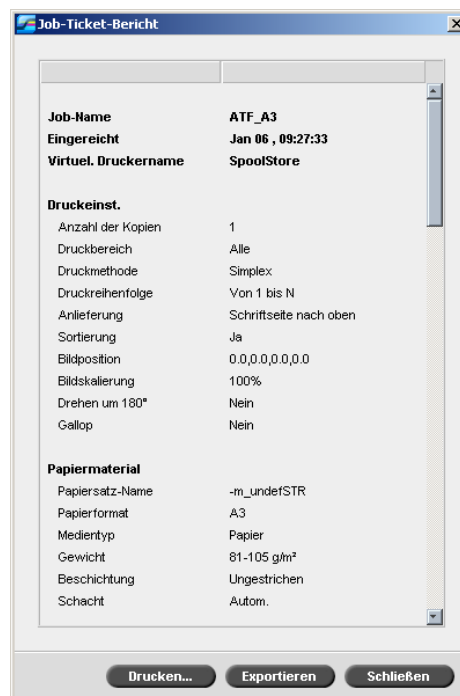 Job-Ticket-Bericht
Job-Name ATF_A3
Eingereicht Jan 06 , 09:27:33
Virtuel. Druckername SpoolStore
Druckeinst.
Anzahl der Kopien 1
Druckbereich Alle
Druckmethode Simplex
Druckreihenfolge Von 1 bis N
Anlieferung Schriftseite nach oben
Sortierung Ja
Bildposition 0.0,0.0,0.0,0.0
Bildskalierung 100%
Drehen um 180° Nein
Gallop Nein
Papiermaterial
Papiersatz-Name -m_undefSTR
Papierformat A3
Medientyp Papier
Gewicht 81-105 g/m²
Beschichtung Ungestrichen
Schacht Autom.
Drucken... Exportieren Schließen